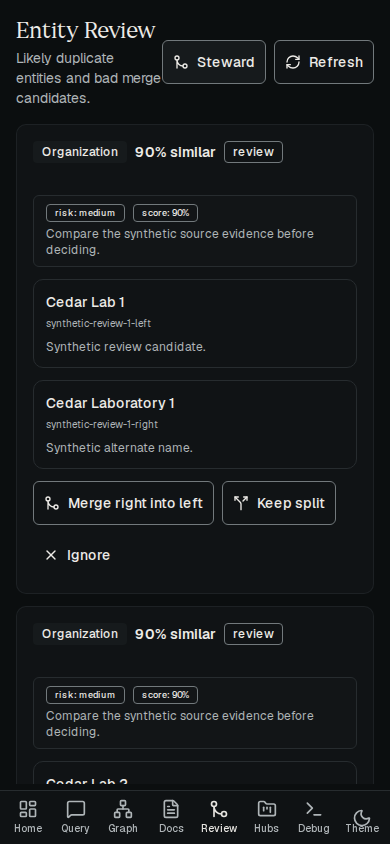 Entity Review
Likely duplicate
entities and bad merge
candidates.
Steward
Refresh
Organization 90% similar review
risk: medium score: 90%
Compare the synthetic source evidence before
deciding.
Cedar Lab 1
synthetic-review-1-left
Synthetic review candidate.
Cedar Laboratory 1
synthetic-review-1-right
Synthetic alternate name.
Merge right into left Keep split
Ignore
Organization 90% similar review
risk: medium score: 90%
Compare the synthetic source evidence before
deciding.
Cedar Lab 2
Home Query Graph Docs Review Hubs Debug Theme